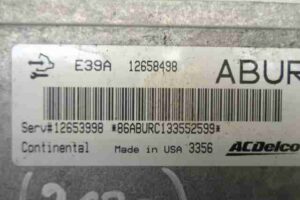 E39A 12658498 ABUR
Serv#12653998 *86ABURC133552599*
Continental Made in USA 3356 ACDelco